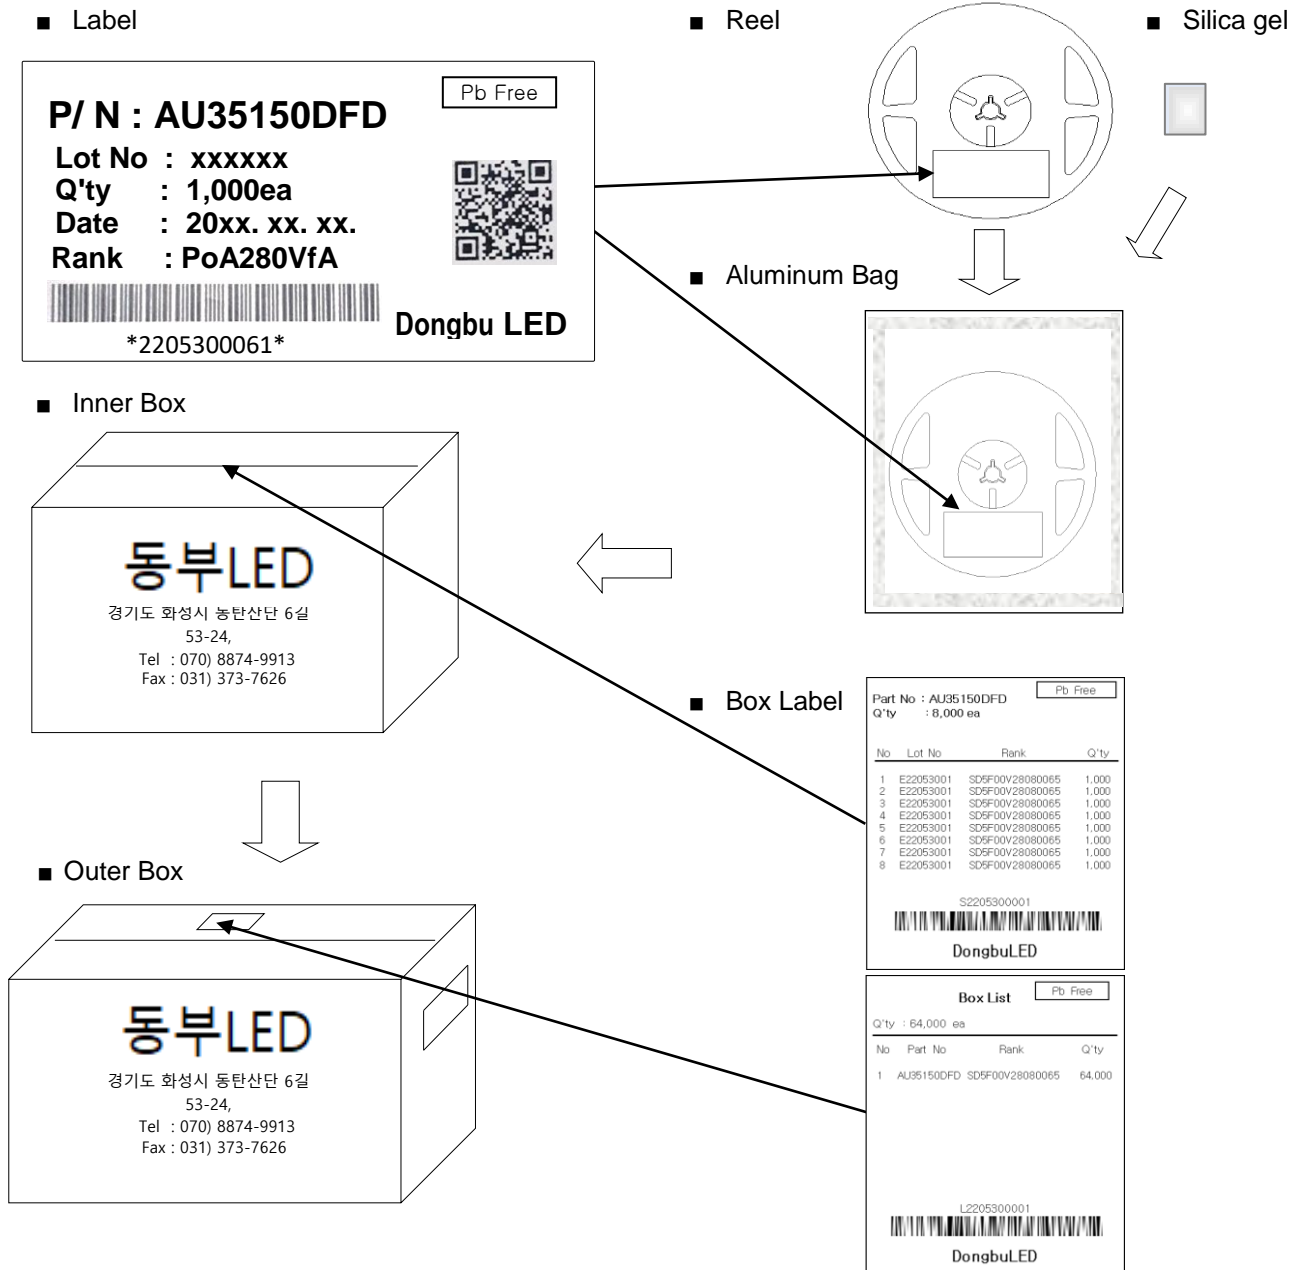 ■ Label
P/ N : AU35150DFD
Pb Free
Lot No : xxxxxx
Q'ty : 1,000ea
Date : 20xx. xx. xx.
Rank : PoA280VfA
*2205300061*
Dongbu LED
■ Reel
■ Silica gel
■ Aluminum Bag
■ Inner Box
동부LED
경기도 화성시 동탄산단 6길
53-24,
Tel : 070) 8874-9913
Fax : 031) 373-7626
■ Box Label
Pb Free
Part No : AU35150DFD
Q'ty : 8,000 ea
No Lot No Rank Q'ty
1 E22053001 SD5F00V28080065 1,000
2 E22053001 SD5F00V28080065 1,000
3 E22053001 SD5F00V28080065 1,000
4 E22053001 SD5F00V28080065 1,000
5 E22053001 SD5F00V28080065 1,000
6 E22053001 SD5F00V28080065 1,000
7 E22053001 SD5F00V28080065 1,000
8 E22053001 SD5F00V28080065 1,000
S2205300001
DongbuLED
■ Outer Box
동부LED
경기도 화성시 동탄산단 6길
53-24,
Tel : 070) 8874-9913
Fax : 031) 373-7626
Box List
Pb Free
Q'ty : 64,000 ea
No Part No Rank Q'ty
1 AU35150DFD SD5F00V28080065 64,000
L2205300001
DongbuLED